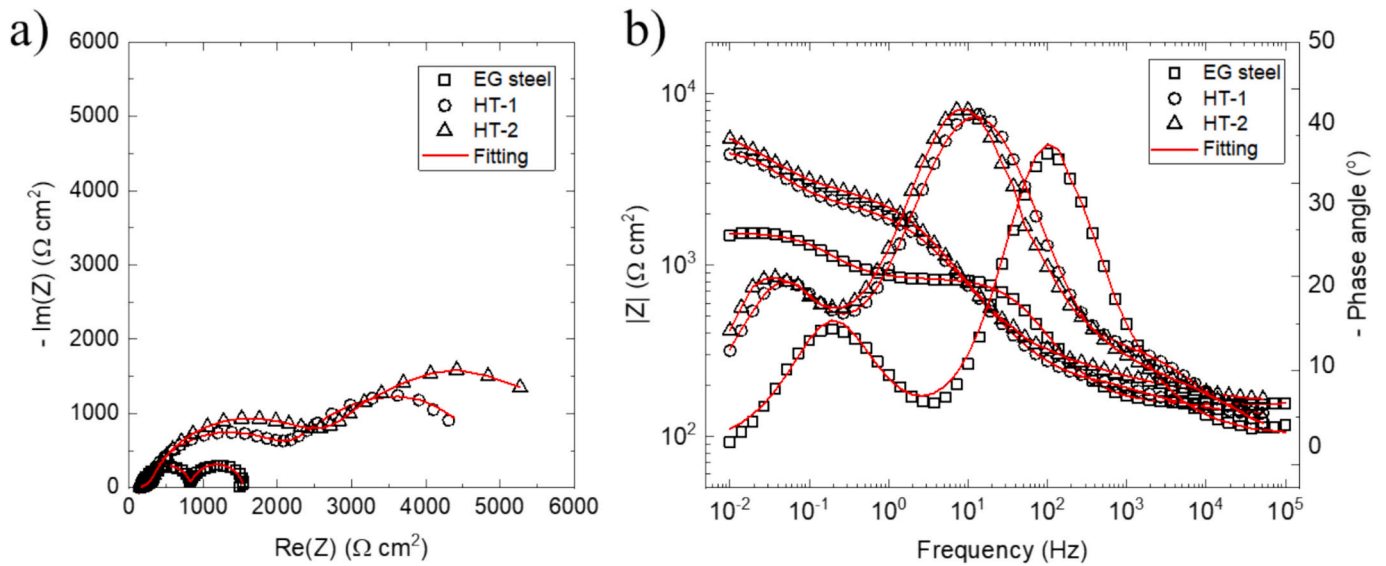 a)
6000
5000
4000
3000
2000
1000
0
- Im(Z) (Ω cm²)
0 1000 2000 3000 4000 5000 6000
Re(Z) (Ω cm²)
EG steel
HT-1
HT-2
Fitting
b)
10⁴
10³
10²
|Z| (Ω cm²)
10⁻² 10⁻¹ 10⁰ 10¹ 10² 10³ 10⁴ 10⁵
Frequency (Hz)
50
40
30
20
10
0
- Phase angle (°)
EG steel
HT-1
HT-2
Fitting